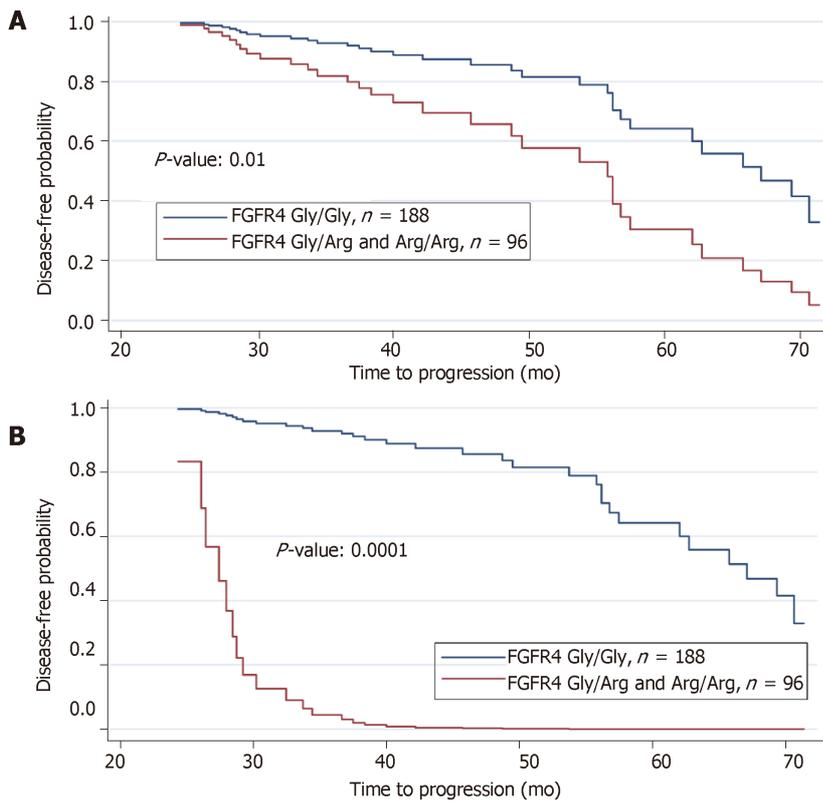 A
1.0
0.8
0.6
0.4
0.2
0.0
Disease-free probability
P-value: 0.01
FGFR4 Gly/Gly, n = 188
FGFR4 Gly/Arg and Arg/Arg, n = 96
20 30 40 50 60 70
Time to progression (mo)
B
1.0
0.8
0.6
0.4
0.2
0.0
Disease-free probability
P-value: 0.0001
FGFR4 Gly/Gly, n = 188
FGFR4 Gly/Arg and Arg/Arg, n = 96
20 30 40 50 60 70
Time to progression (mo)